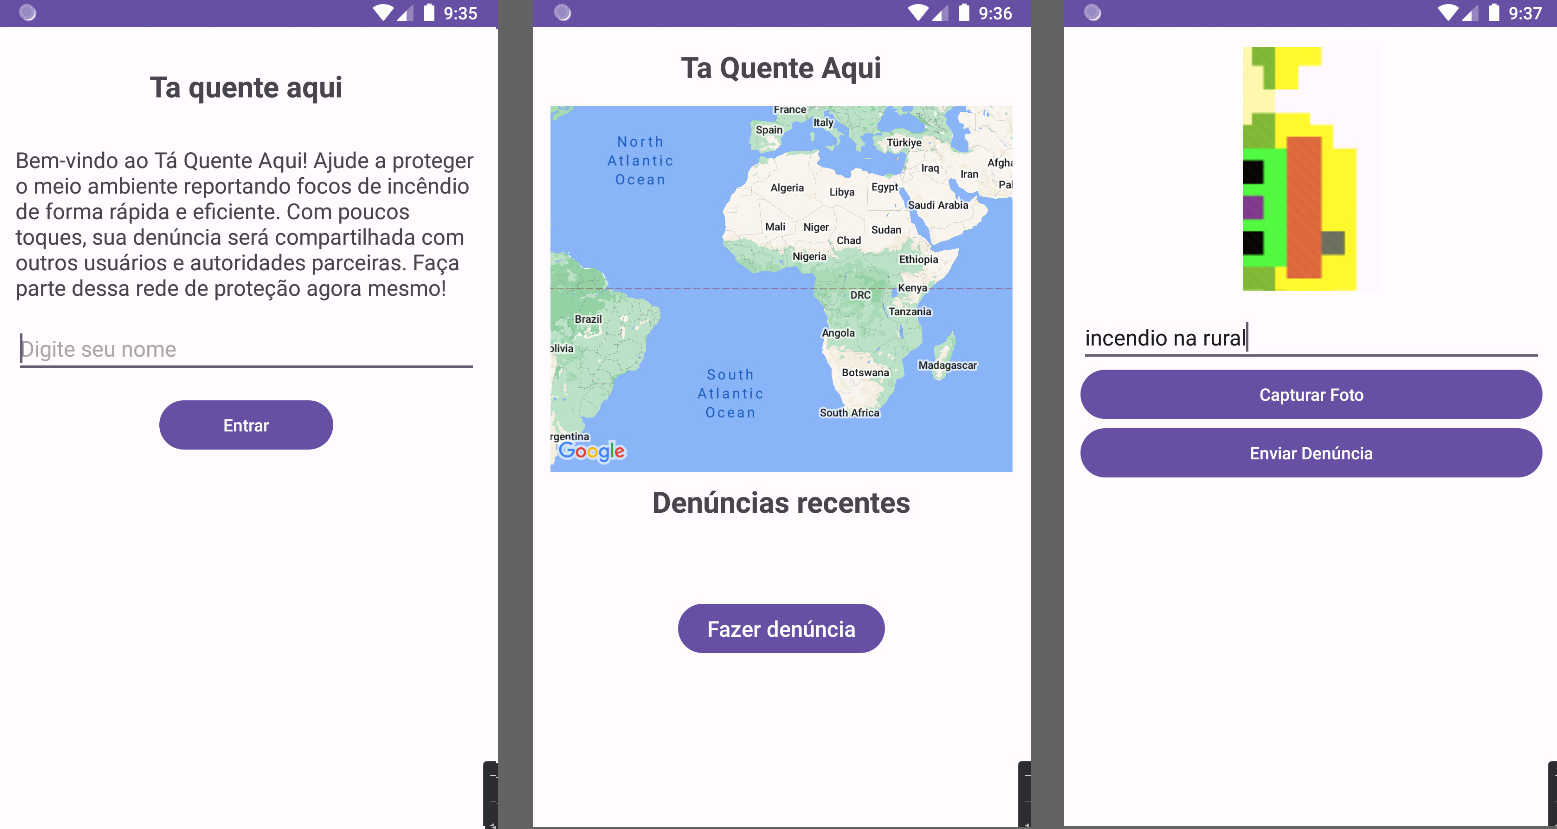 9:35
Ta quente aqui
Bem-vindo ao Tá Quente Aqui! Ajude a proteger
o meio ambiente reportando focos de incêndio
de forma rápida e eficiente. Com poucos
toques, sua denúncia será compartilhada com
outros usuários e autoridades parceiras. Faça
parte dessa rede de proteção agora mesmo!
Digite seu nome
Entrar
9:36
Ta Quente Aqui
France
Italy
Spain
Türkiye
North
Atlantic
Ocean
Iraq
Iran
Afgha
Pal
Algeria
Libya
Egypt
Saudi Arabia
Mali
Niger
Chad
Sudan
Nigeria
Ethiopia
DRC
Kenya
Tanzania
Brazil
Angola
olivia
Botswana
Madagascar
South
Atlantic
Ocean
South Africa
rgentina
Google
Denúncias recentes
Fazer denúncia
9:37
incendio na rural
Capturar Foto
Enviar Denúncia